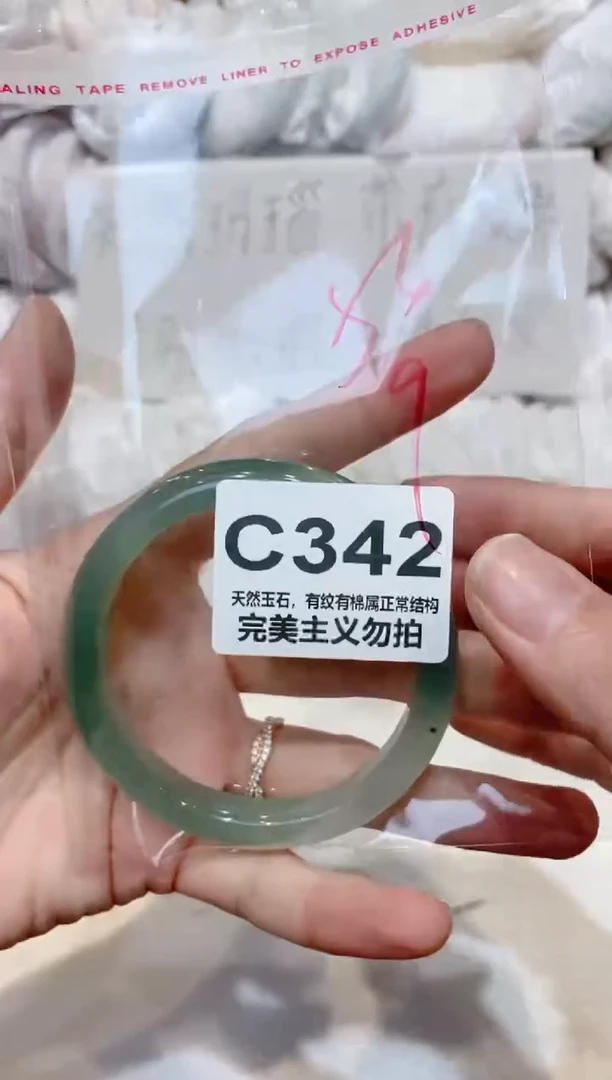 ALING TAPE REMOVE LINER TO EXPOSE ADHESIVE
C342
天然玉石，有纹有棉属正常结构
完美主义勿拍